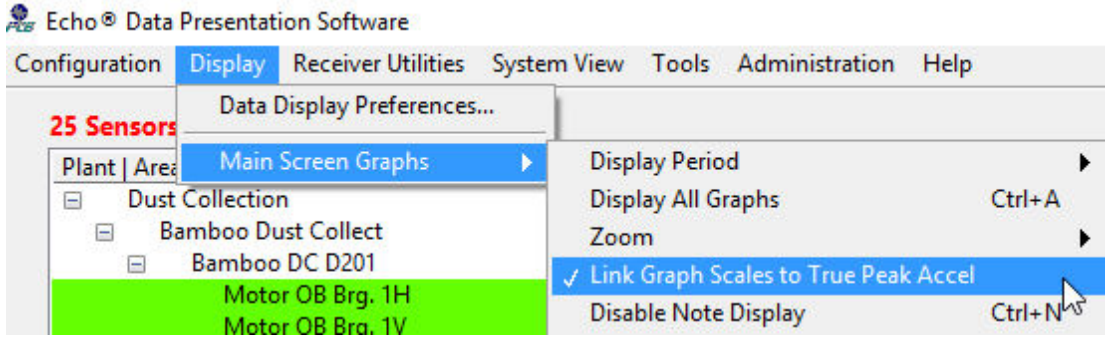 Echo® Data Presentation Software
Configuration Display Receiver Utilities System View Tools Administration Help
Data Display Preferences...
25 Sensors
Main Screen Graphs
Plant | Area
Display Period
Dust Collection
Display All Graphs Ctrl+A
Bamboo Dust Collect
Zoom
Bamboo DC D201
✓ Link Graph Scales to True Peak Accel
Motor OB Brg. 1H
Disable Note Display Ctrl+N
Motor OB Brg. 1V